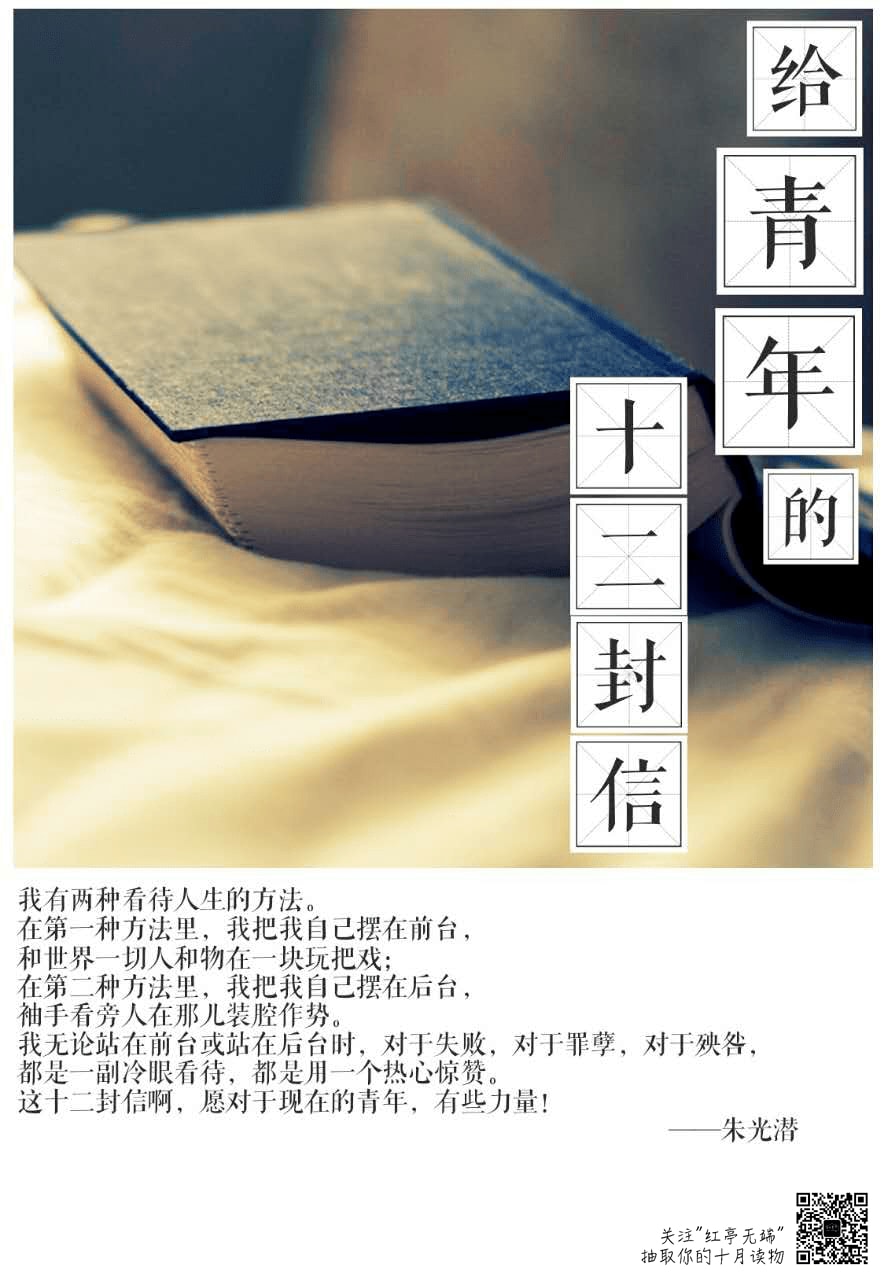 给青年的
十二封信
我有两种看待人生的方法。
在第一种方法里，我把我自己摆在前台，
和世界一切人和物在一块玩把戏；
在第二种方法里，我把我自己摆在后台，
袖手看旁人在那儿装腔作势。
我无论站在前台或站在后台时，对于失败，对于罪孽，对于殃咎，
都是一副冷眼看待，都是用一个热心惊赞。
这十二封信啊，愿对于现在的青年，有些力量！
——朱光潜
关注"红亭无端"
抽取你的十月读物